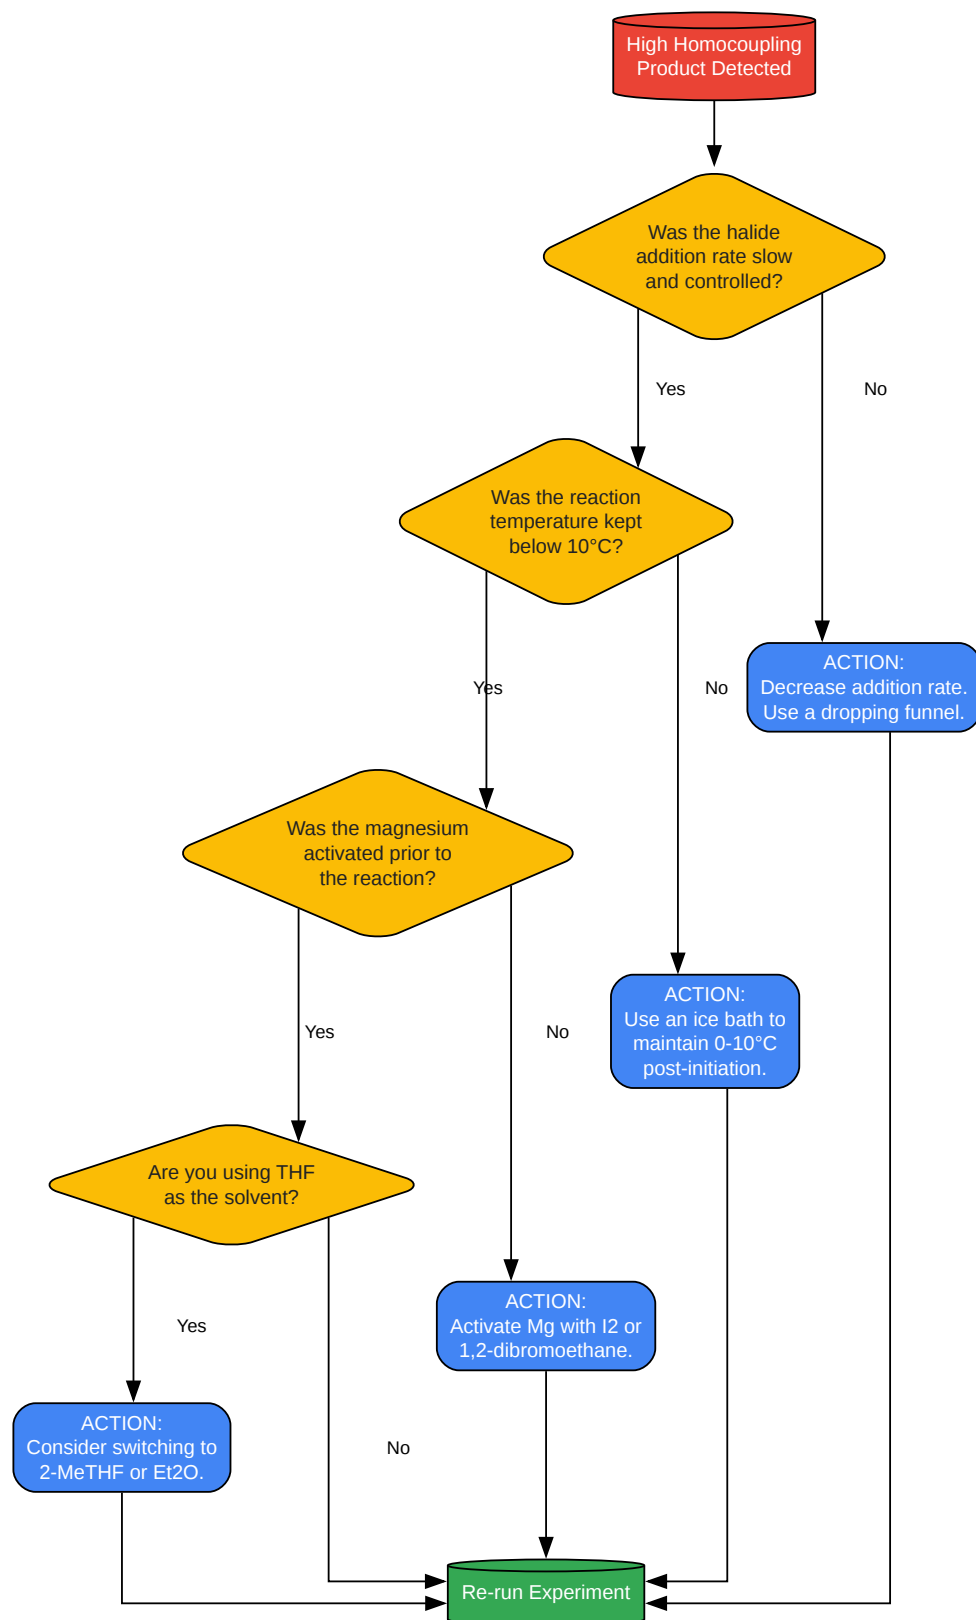 High Homocoupling
Product Detected
Was the halide
addition rate slow
and controlled?
Yes
No
Was the reaction
temperature kept
below 10°C?
ACTION:
Decrease addition rate.
Use a dropping funnel.
Yes
No
Was the magnesium
activated prior to
the reaction?
ACTION:
Use an ice bath to
maintain 0-10°C
post-initiation.
Yes
No
Are you using THF
as the solvent?
ACTION:
Activate Mg with I2 or
1,2-dibromoethane.
Yes
No
ACTION:
Consider switching to
2-MeTHF or Et2O.
Re-run Experiment